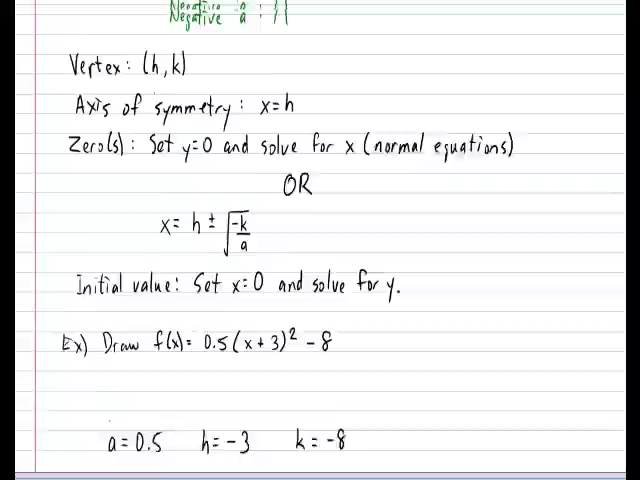 Negative a :
Vertex: (h, k)
Axis of symmetry: x=h
Zero(s): Set y=0 and solve for x (normal equations)
OR
x= h ± √(-k/a)
Initial value: Set x=0 and solve for y.
Ex) Draw f(x)= 0.5(x+3)² - 8
a=0.5 h=-3 k=-8